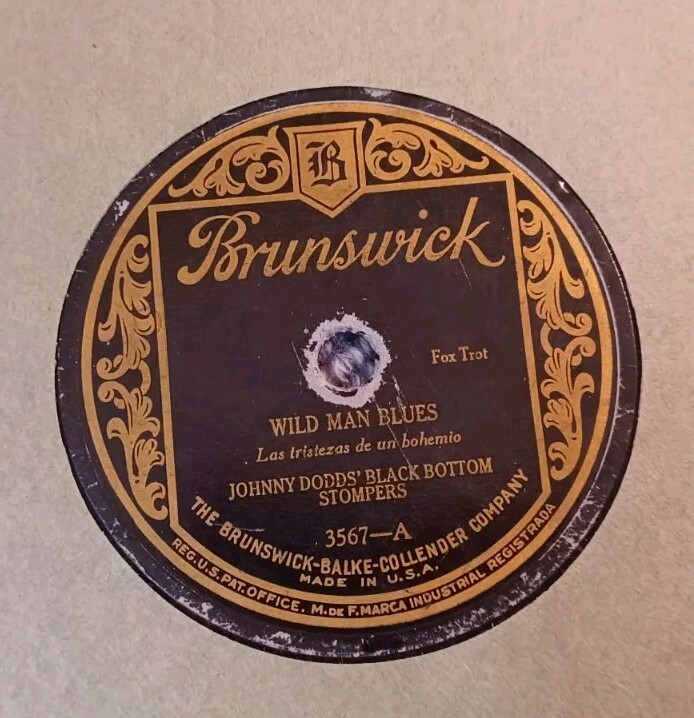 B
Brunswick
Fox Trot
WILD MAN BLUES
Las tristezas de un bohemio
JOHNNY DODDS' BLACK BOTTOM
STOMPERS
3567—A
THE BRUNSWICK-BALKE-COLLENDER COMPANY
MADE IN U.S.A.
REG. U.S. PAT. OFFICE. M. DE F. MARCA INDUSTRIAL REGISTRADA